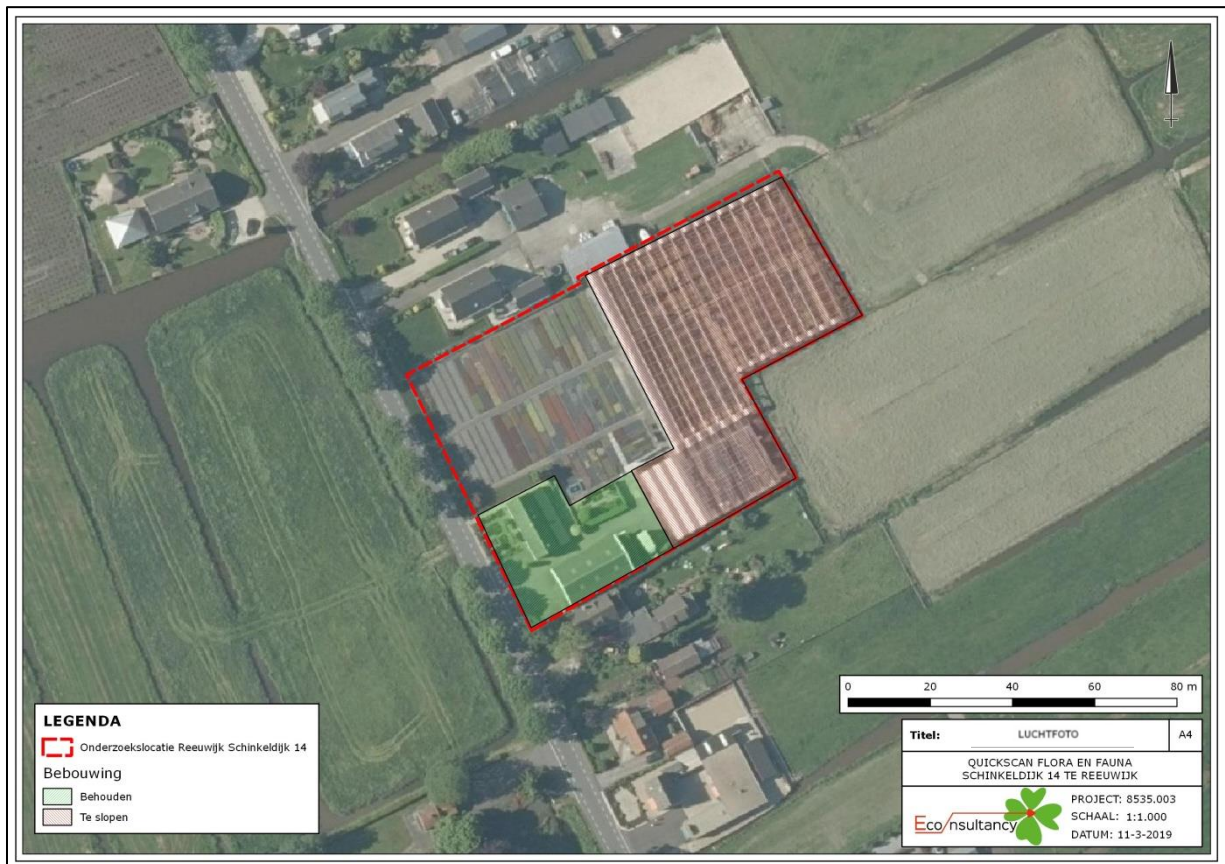 LEGENDA
Onderzoekslocatie Reeuwijk Schinkeldijk 14
Bebouwing
Behouden
Te slopen
0 20 40 60 80 m
Titel: LUCHTFOTO A4
QUICKSCAN FLORA EN FAUNA
SCHINKELDIJK 14 TE REEUWIJK
Econsultancy
PROJECT: 8535.003
SCHAAL: 1:1.000
DATUM: 11-3-2019